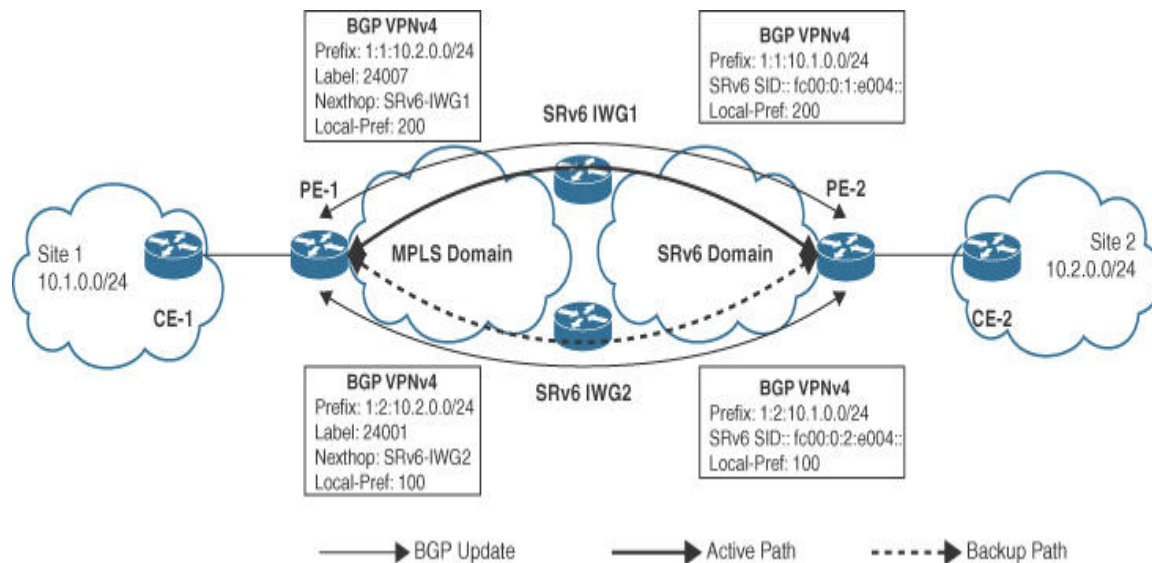 BGP VPNv4
Prefix: 1:1:10.2.0.0/24
Label: 24007
Nexthop: SRv6-IWG1
Local-Pref: 200
BGP VPNv4
Prefix: 1:1:10.1.0.0/24
SRv6 SID:: fc00:0:1:e004::
Local-Pref: 200
SRv6 IWG1
PE-1
PE-2
Site 1
10.1.0.0/24
CE-1
MPLS Domain
SRv6 Domain
Site 2
10.2.0.0/24
CE-2
SRv6 IWG2
BGP VPNv4
Prefix: 1:2:10.2.0.0/24
Label: 24001
Nexthop: SRv6-IWG2
Local-Pref: 100
BGP VPNv4
Prefix: 1:2:10.1.0.0/24
SRv6 SID:: fc00:0:2:e004::
Local-Pref: 100
BGP Update
Active Path
Backup Path